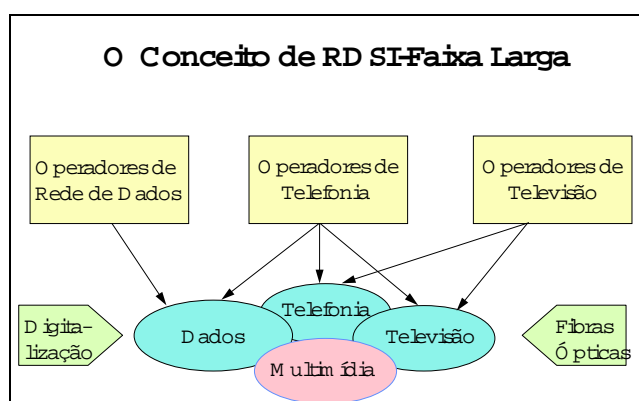 O Conceito de RDSI-Faixa Larga
Operadores de
Rede de Dados
Operadores de
Telefonia
Operadores de
Televisão
Digita-
lização
Dados
Telefonia
Televisão
Multimídia
Fibras
Ópticas